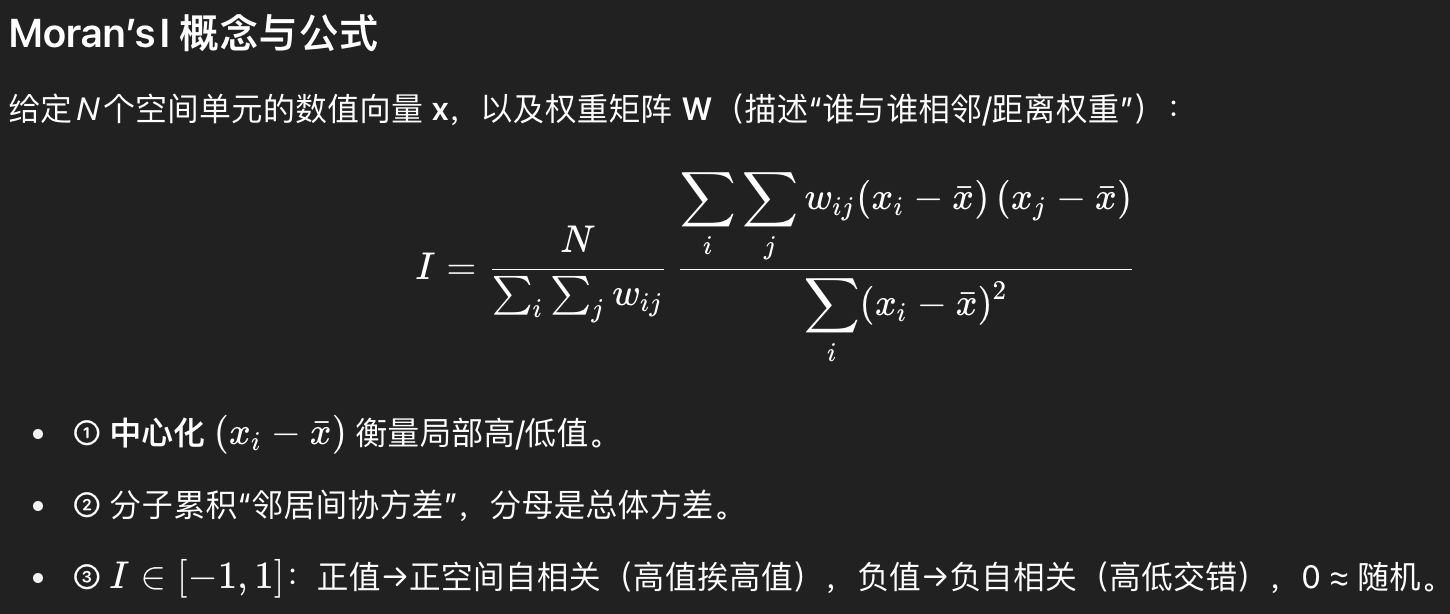 Moran's I 概念与公式
给定 N 个空间单元的数值向量 x，以及权重矩阵 W（描述“谁与谁相邻/距离权重”）：
I = \frac{N}{\sum_i \sum_j w_{ij}} \frac{\sum_i \sum_j w_{ij}(x_i - \bar{x})(x_j - \bar{x})}{\sum_i (x_i - \bar{x})^2}
• ① 中心化 (x_i - \bar{x}) 衡量局部高/低值。
• ② 分子累积“邻居间协方差”，分母是总体方差。
• ③ I ∈ [−1, 1]：正值→正空间自相关（高值挨高值），负值→负自相关（高低交错），0 ≈ 随机。